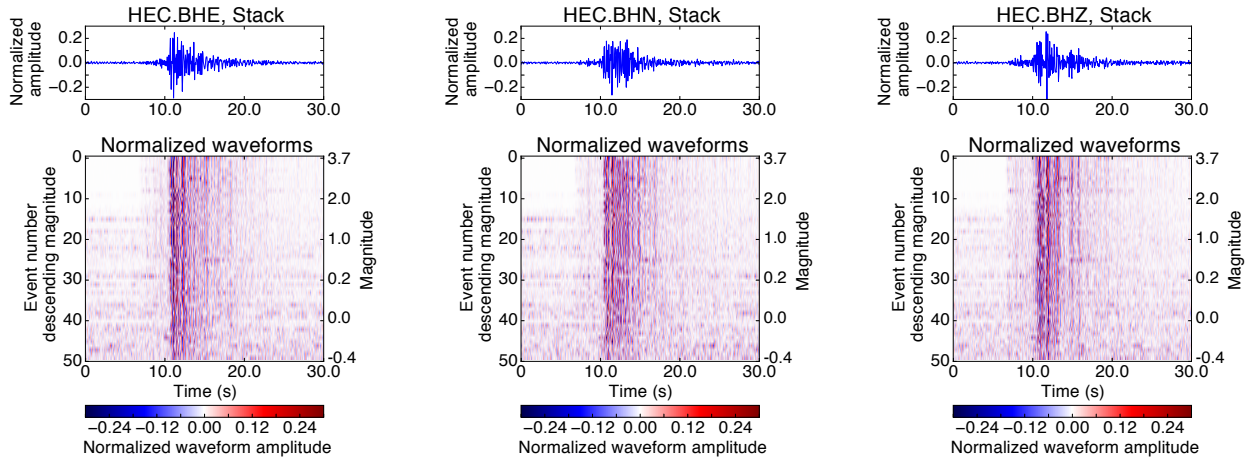 HEC.BHE, Stack
Normalized
amplitude
0.2
0.0
−0.2
0 10.0 20.0 30.0
Normalized waveforms
Event number
descending magnitude
0
10
20
30
40
50
3.7
2.0
1.0
0.2
0.0
-0.4
Magnitude
0 10.0 20.0 30.0
Time (s)
−0.24 −0.12 0.00 0.12 0.24
Normalized waveform amplitude
HEC.BHN, Stack
Normalized
amplitude
0.2
0.0
−0.2
0 10.0 20.0 30.0
Normalized waveforms
Event number
descending magnitude
0
10
20
30
40
50
3.7
2.0
1.0
0.2
0.0
-0.4
Magnitude
0 10.0 20.0 30.0
Time (s)
−0.24 −0.12 0.00 0.12 0.24
Normalized waveform amplitude
HEC.BHZ, Stack
Normalized
amplitude
0.2
0.0
−0.2
0 10.0 20.0 30.0
Normalized waveforms
Event number
descending magnitude
0
10
20
30
40
50
3.7
2.0
1.0
0.2
0.0
-0.4
Magnitude
0 10.0 20.0 30.0
Time (s)
−0.24 −0.12 0.00 0.12 0.24
Normalized waveform amplitude